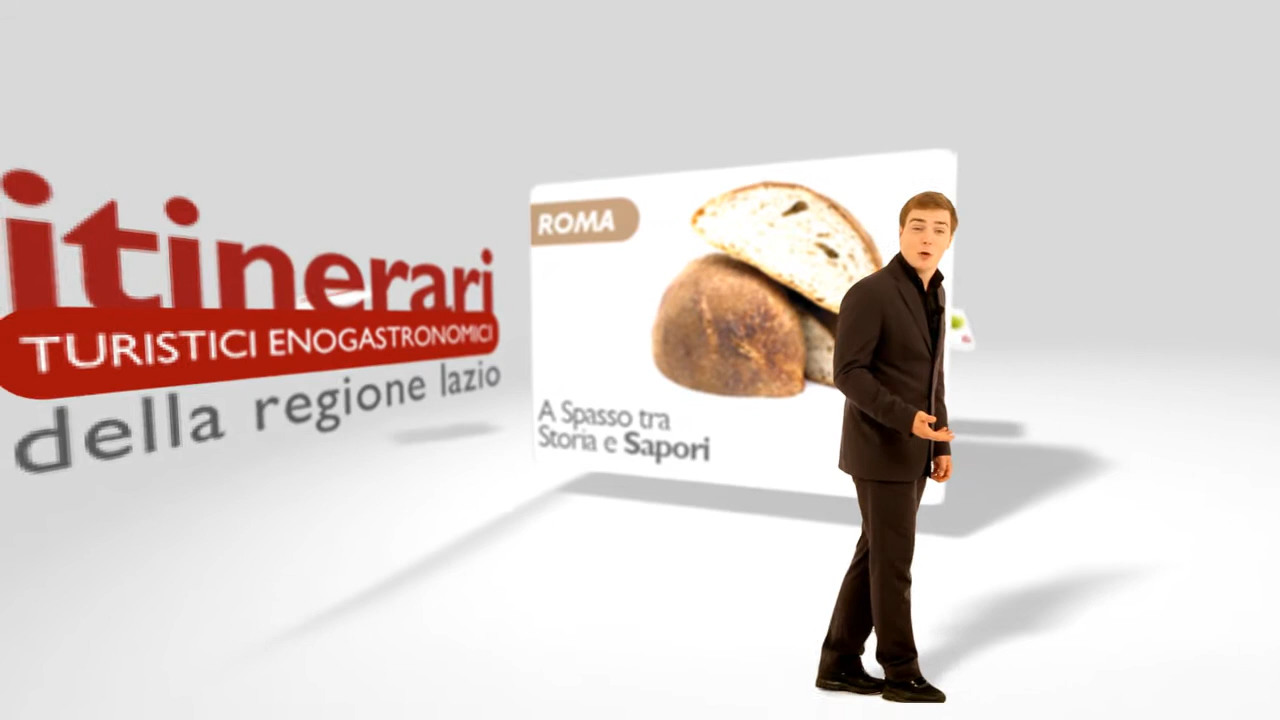 itinerari
TURISTICI ENOGASTRONOMICI
della regione lazio
ROMA
A Spasso tra
Storia e Sapori